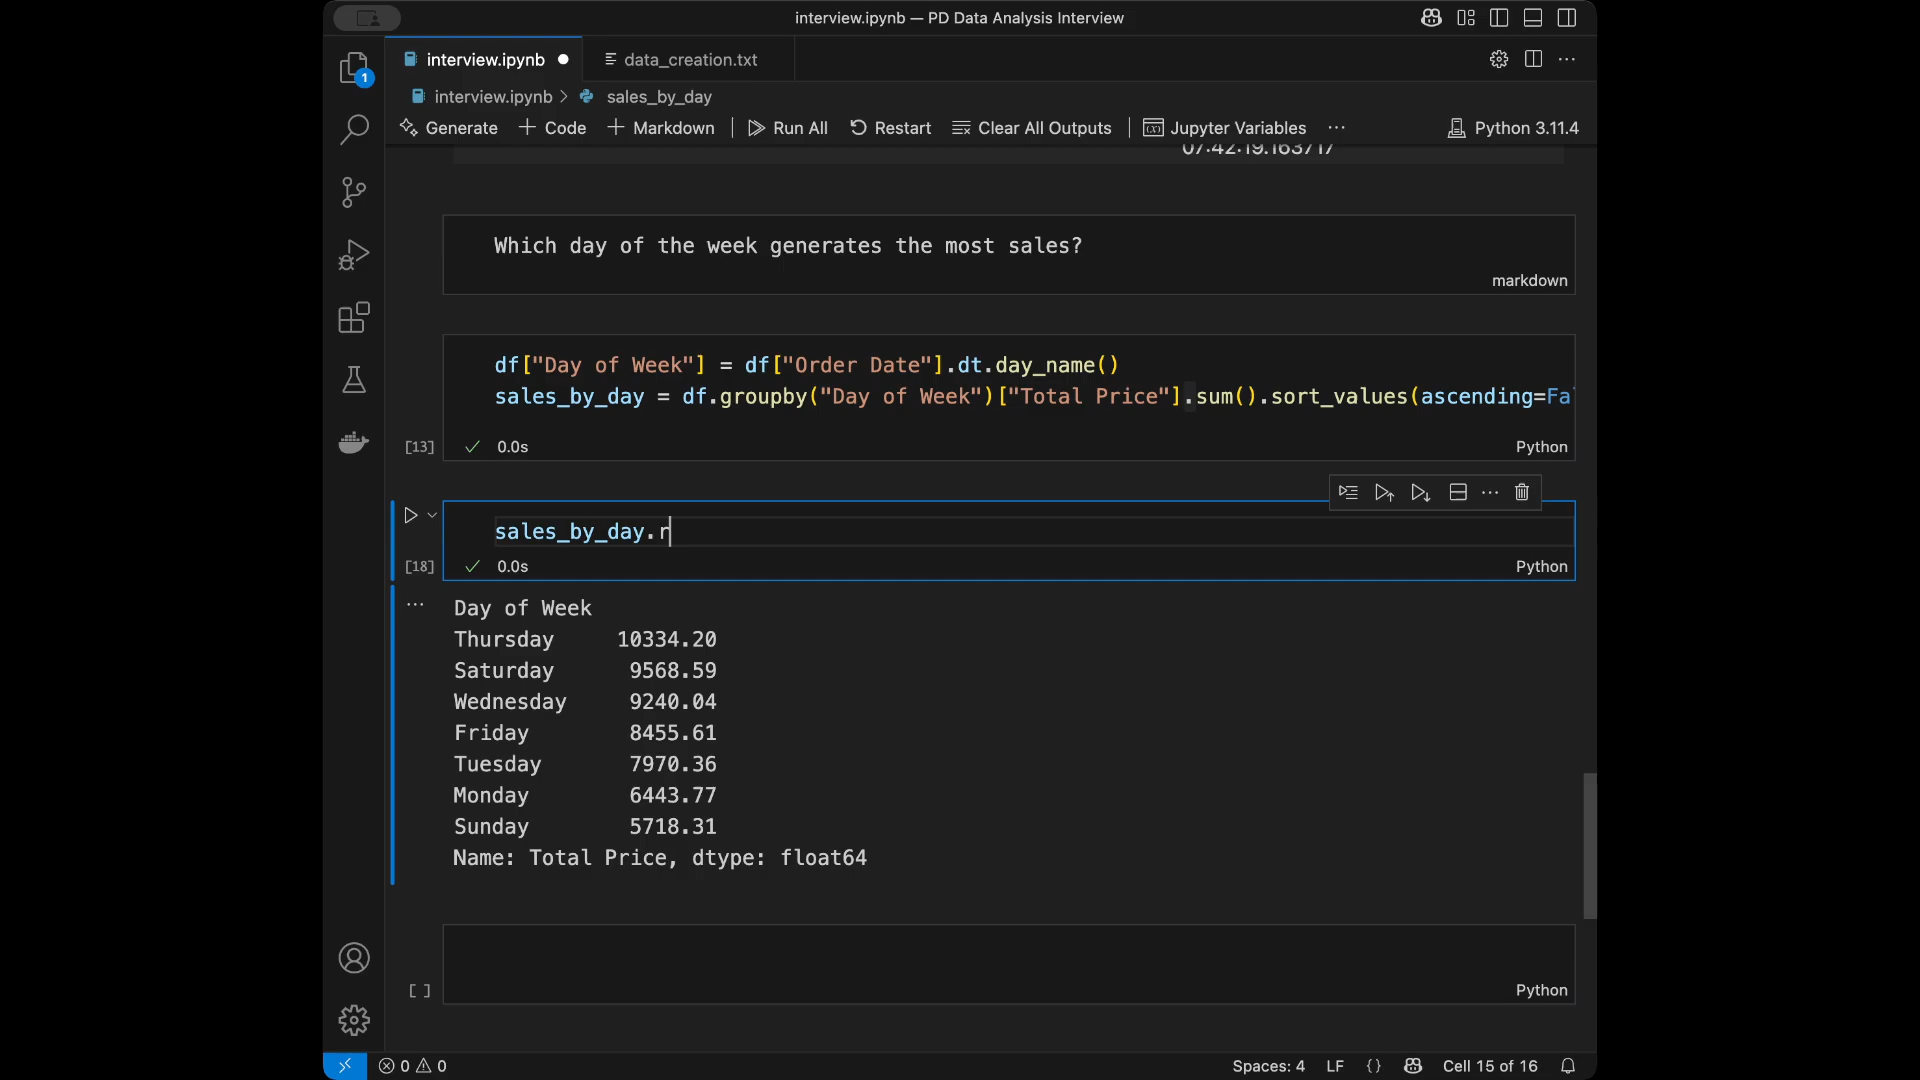 interview.ipynb — PD Data Analysis Interview
1
interview.ipynb
data_creation.txt
interview.ipynb > sales_by_day
Generate + Code + Markdown | Run All Restart Clear All Outputs | Jupyter Variables ... Python 3.11.4
07:42:19.163717
Which day of the week generates the most sales?
markdown
df["Day of Week"] = df["Order Date"].dt.day_name()
sales_by_day = df.groupby("Day of Week")["Total Price"].sum().sort_values(ascending=Fa
[13] ✓ 0.0s Python
sales_by_day.r
[18] ✓ 0.0s Python
Day of Week
Thursday 10334.20
Saturday 9568.59
Wednesday 9240.04
Friday 8455.61
Tuesday 7970.36
Monday 6443.77
Sunday 5718.31
Name: Total Price, dtype: float64
[ ] Python
0 0 Spaces: 4 LF {} Cell 15 of 16